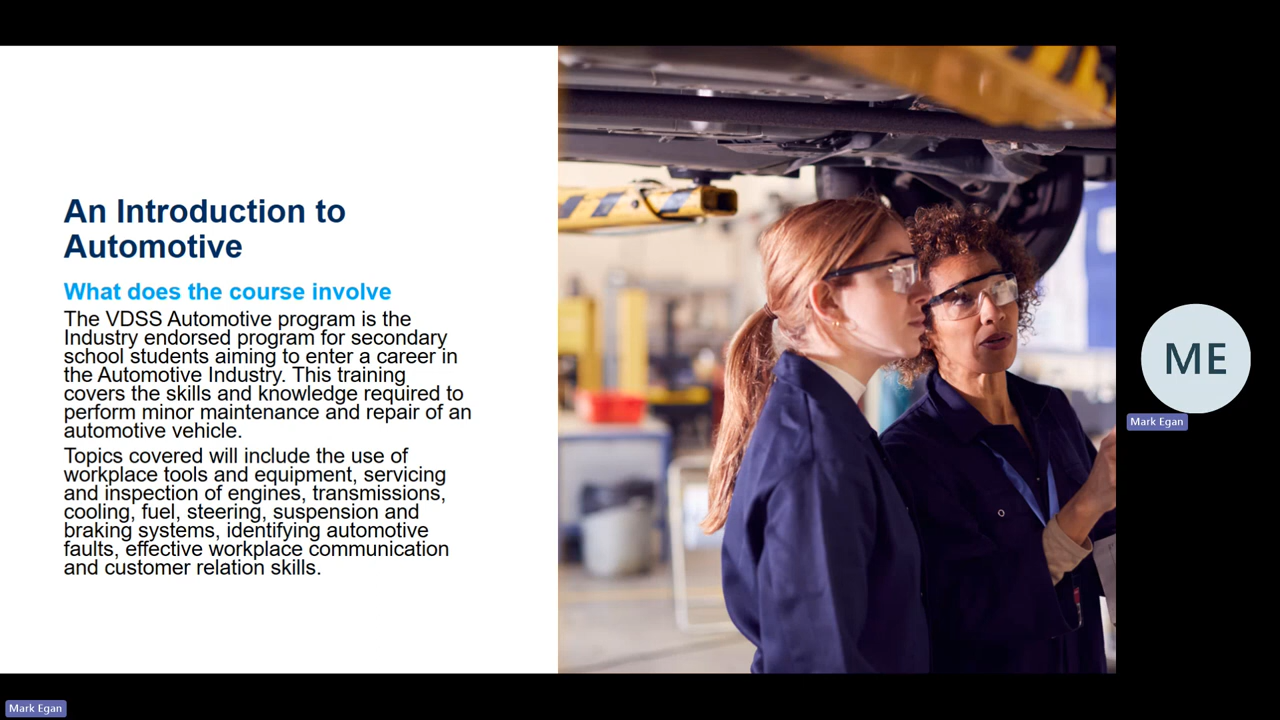 An Introduction to
Automotive
What does the course involve
The VDSS Automotive program is the
Industry endorsed program for secondary
school students aiming to enter a career in
the Automotive Industry. This training
covers the skills and knowledge required to
perform minor maintenance and repair of an
automotive vehicle.
Topics covered will include the use of
workplace tools and equipment, servicing
and inspection of engines, transmissions,
cooling, fuel, steering, suspension and
braking systems, identifying automotive
faults, effective workplace communication
and customer relation skills.
ME
Mark Egan
Mark Egan